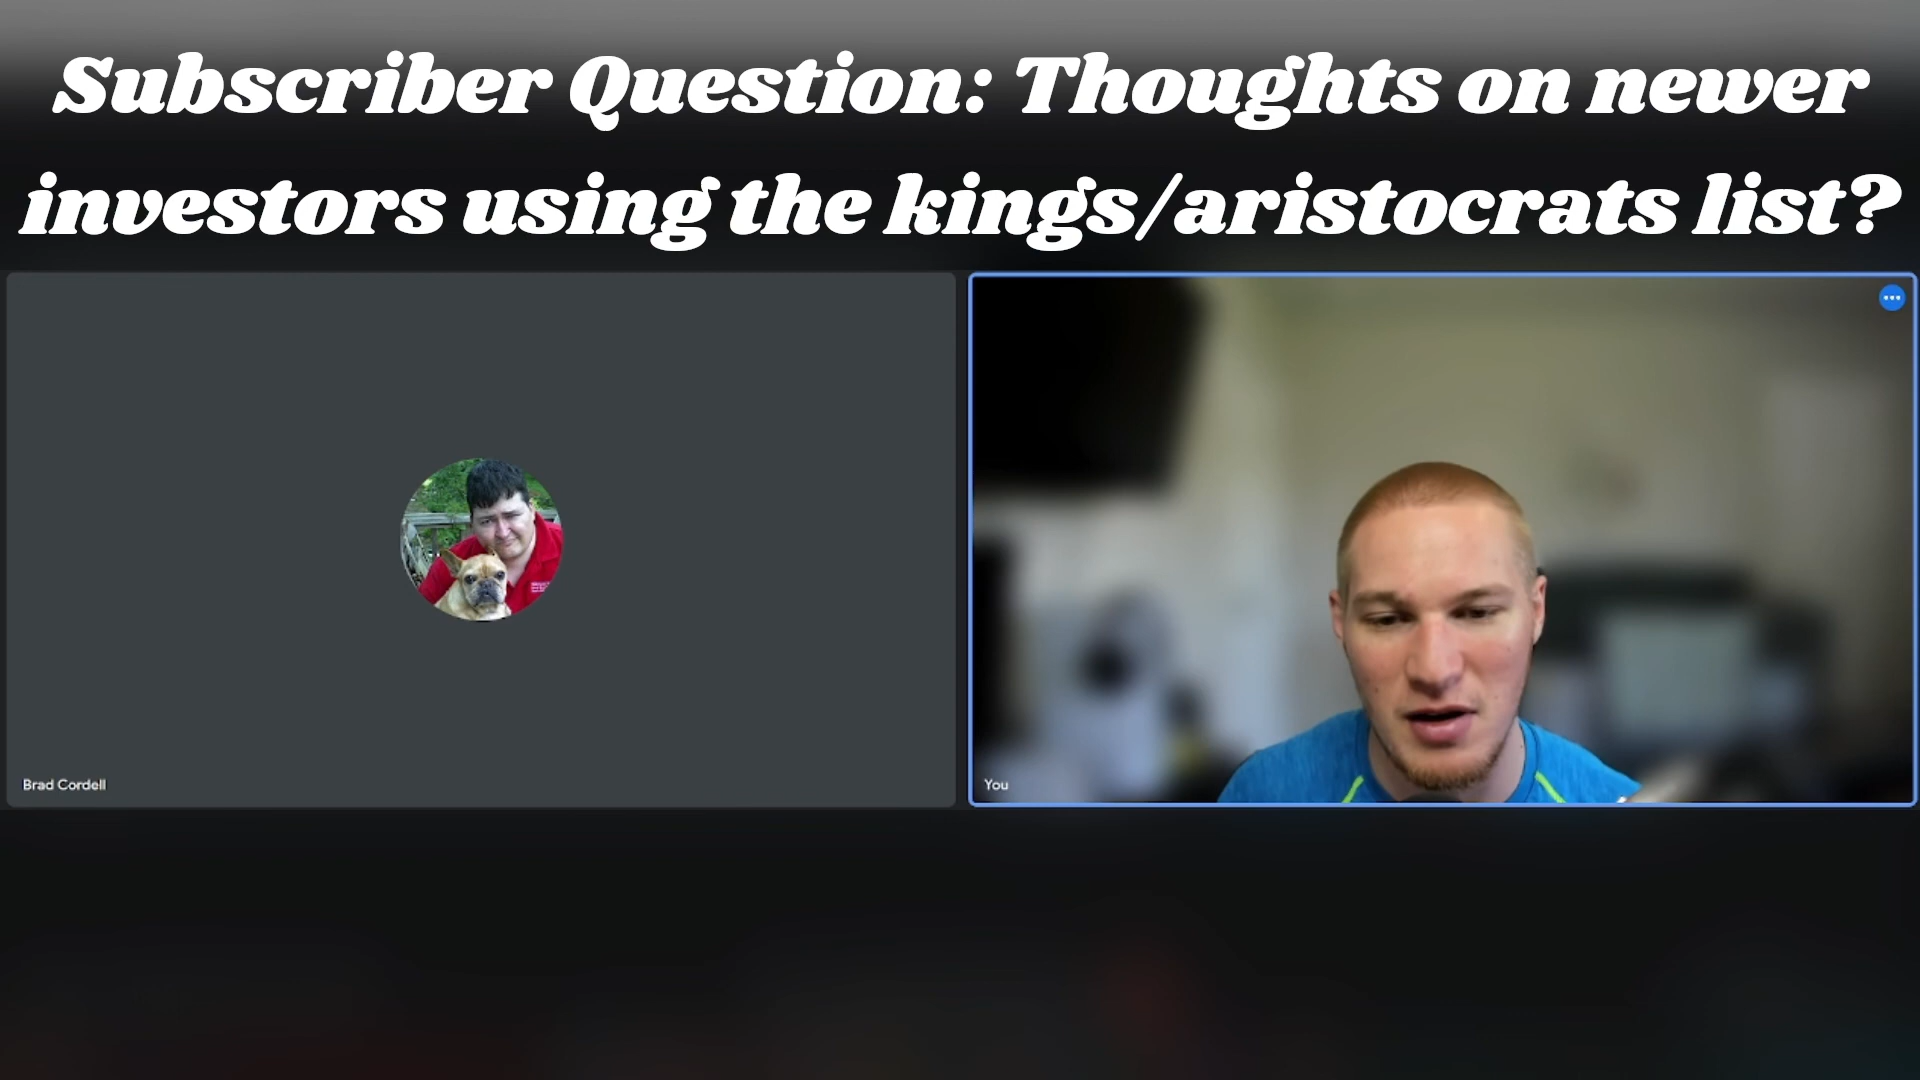 Subscriber Question: Thoughts on newer
investors using the kings/aristocrats list?
Brad Cordell
You